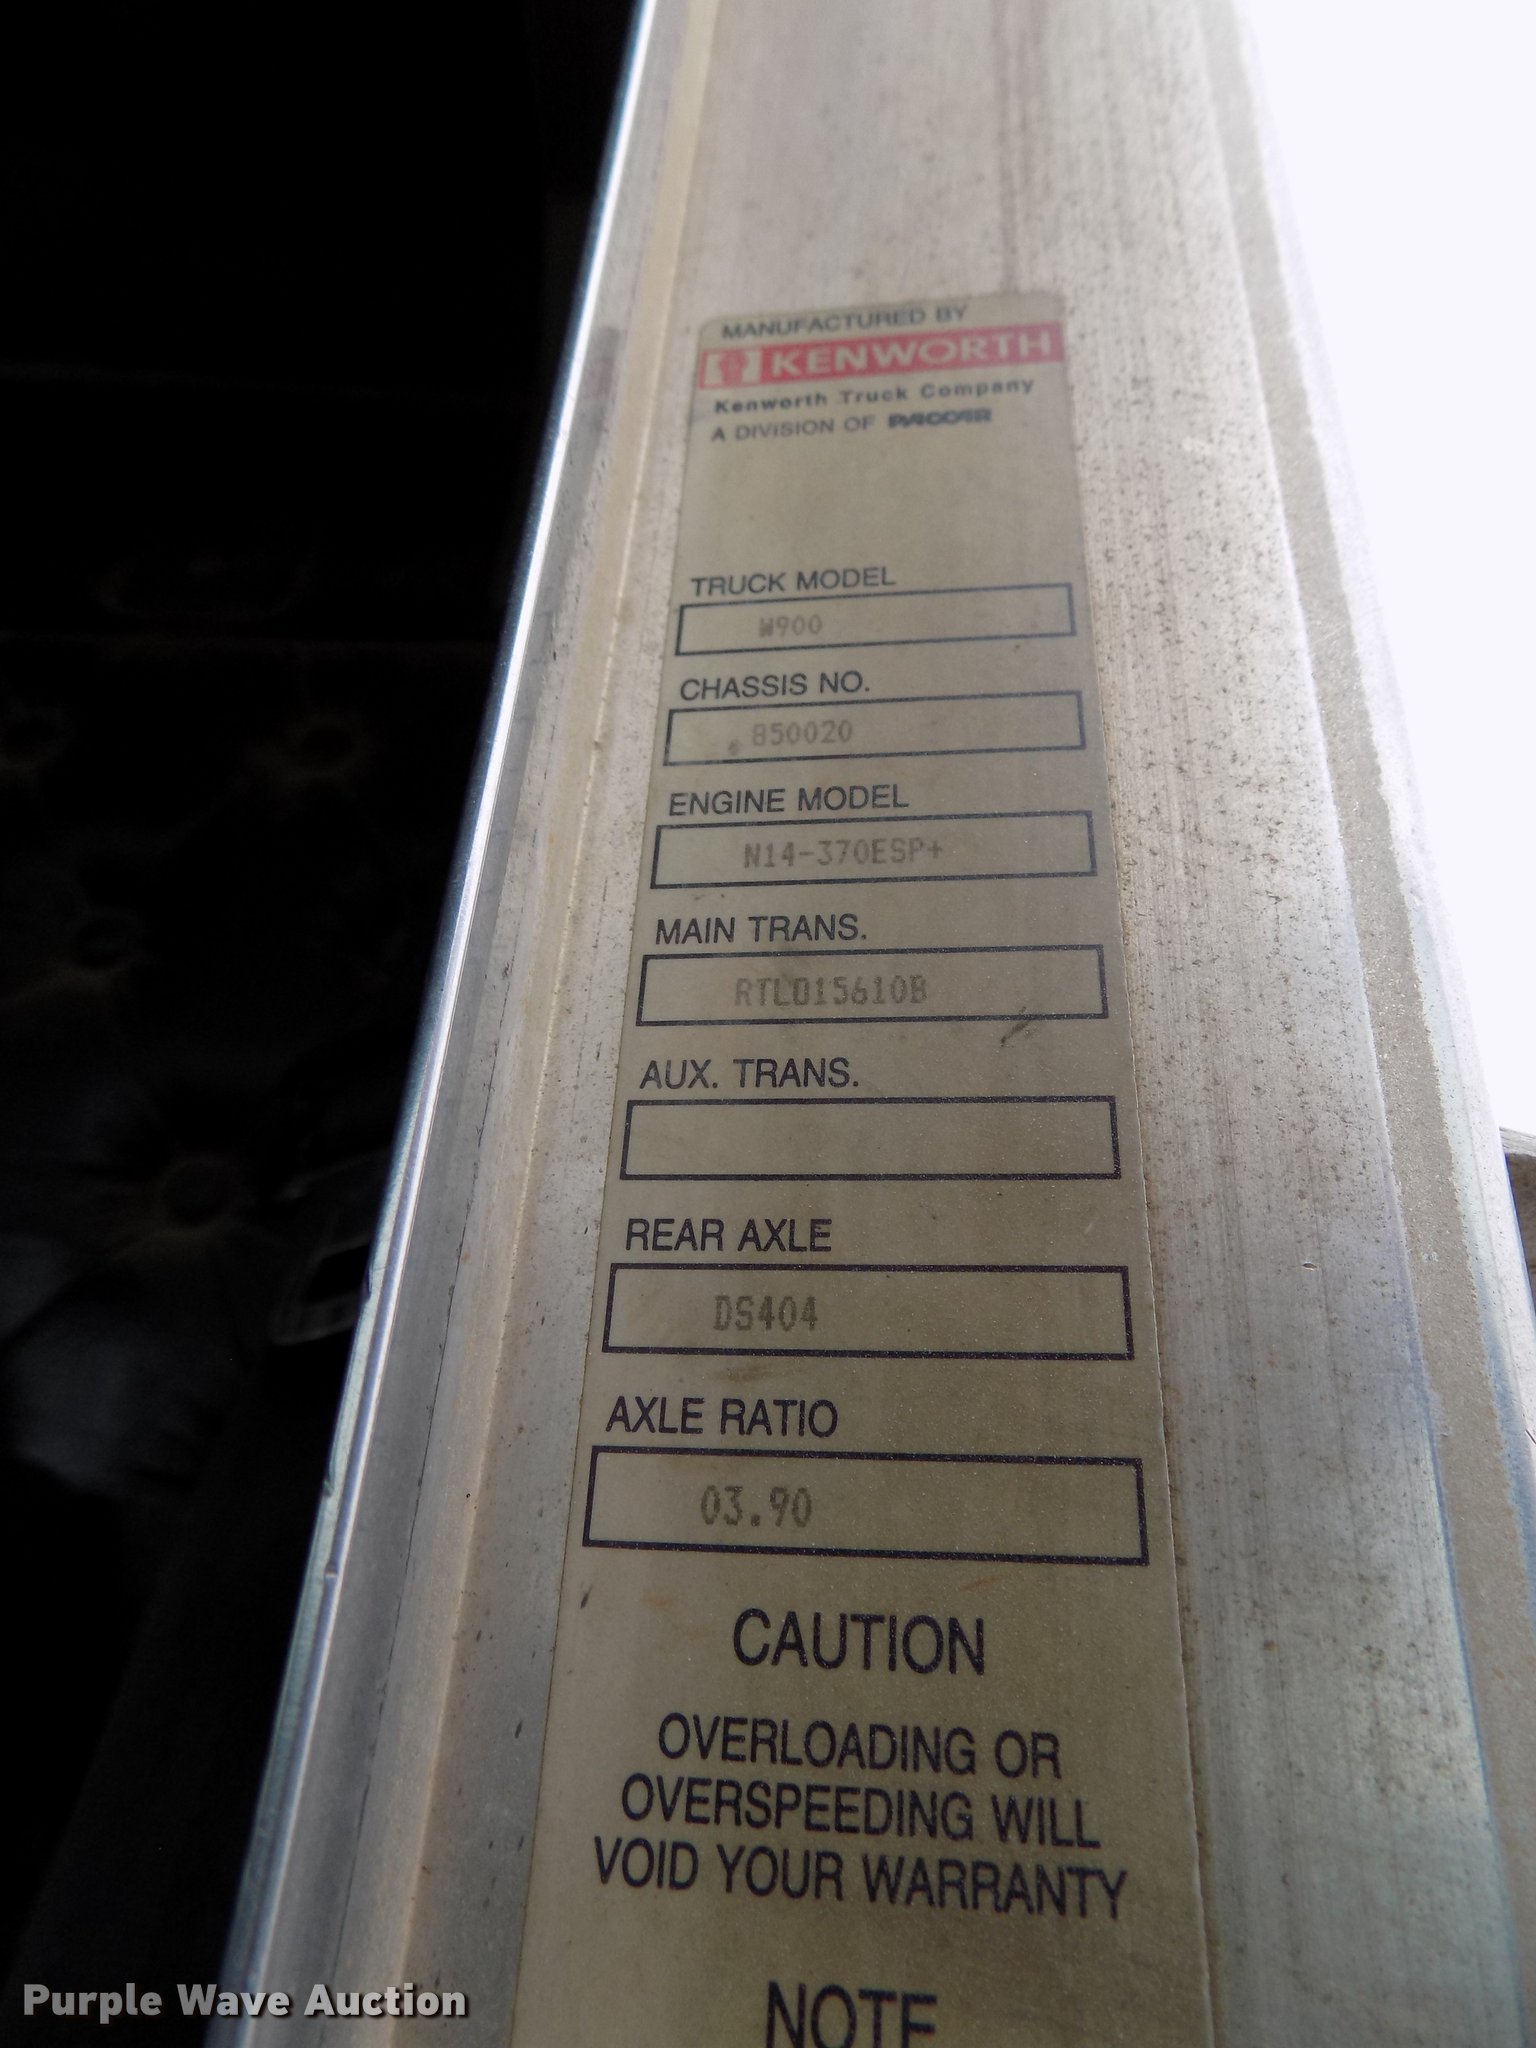 MANUFACTURED BY
KENWORTH
Kenworth Truck Company
A DIVISION OF PACCAR
TRUCK MODEL
W900
CHASSIS NO.
850020
ENGINE MODEL
N14-370ESP+
MAIN TRANS.
RTLO15610B
AUX. TRANS.
REAR AXLE
DS404
AXLE RATIO
03.90
CAUTION
OVERLOADING OR
OVERSPEEDING WILL
VOID YOUR WARRANTY
NOTE
Purple Wave Auction